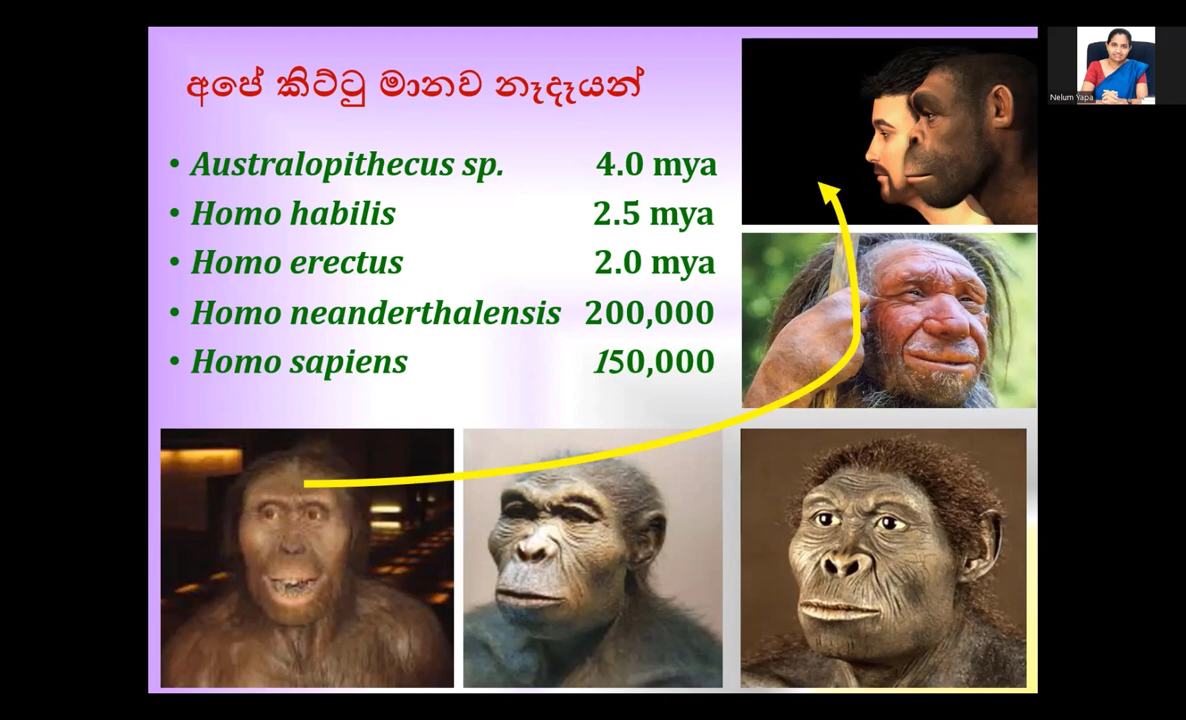 අපේ කිට්ටු මානව නෑදෑයන්
• Australopithecus sp. 4.0 mya
• Homo habilis 2.5 mya
• Homo erectus 2.0 mya
• Homo neanderthalensis 200,000
• Homo sapiens 150,000
Nelum Yapa